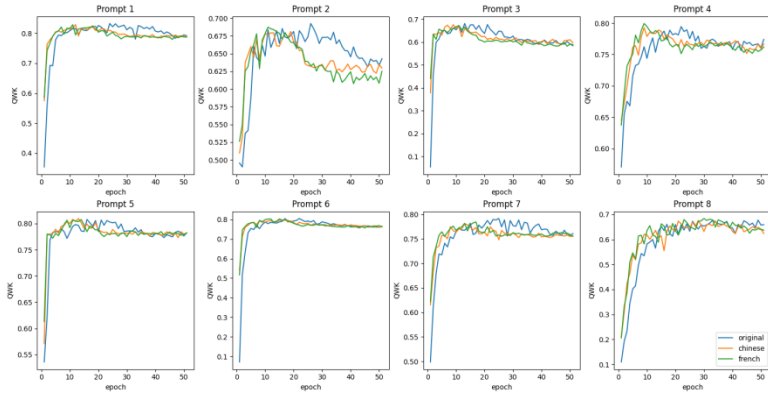 Prompt 1
QWK
0.8
0.7
0.6
0.5
0.4
0 10 20 30 40 50
epoch
Prompt 2
QWK
0.700
0.675
0.650
0.625
0.600
0.575
0.550
0.525
0.500
0 10 20 30 40 50
epoch
Prompt 3
QWK
0.7
0.6
0.5
0.4
0.3
0.2
0.1
0 10 20 30 40 50
epoch
Prompt 4
QWK
0.80
0.75
0.70
0.65
0.60
0 10 20 30 40 50
epoch
Prompt 5
QWK
0.80
0.75
0.70
0.65
0.60
0.55
0 10 20 30 40 50
epoch
Prompt 6
QWK
0.8
0.7
0.6
0.5
0.4
0.3
0.2
0.1
0 10 20 30 40 50
epoch
Prompt 7
QWK
0.80
0.75
0.70
0.65
0.60
0.55
0.50
0 10 20 30 40 50
epoch
Prompt 8
QWK
0.7
0.6
0.5
0.4
0.3
0.2
0.1
0 10 20 30 40 50
epoch
original
chinese
french